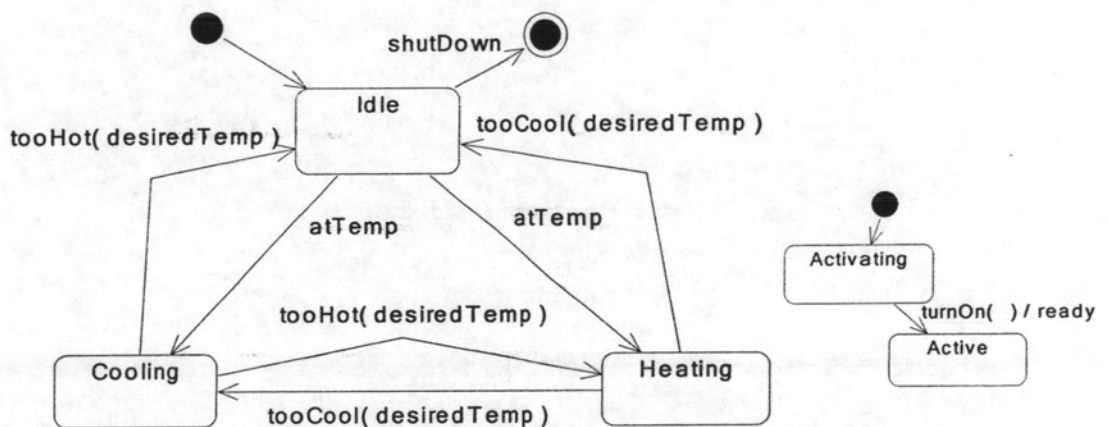 shutDown
Idle
tooHot( desiredTemp )
tooCool( desiredTemp )
atTemp
atTemp
Activating
tooHot( desiredTemp )
turnOn( ) / ready
Cooling
Heating
Active
tooCool( desiredTemp )